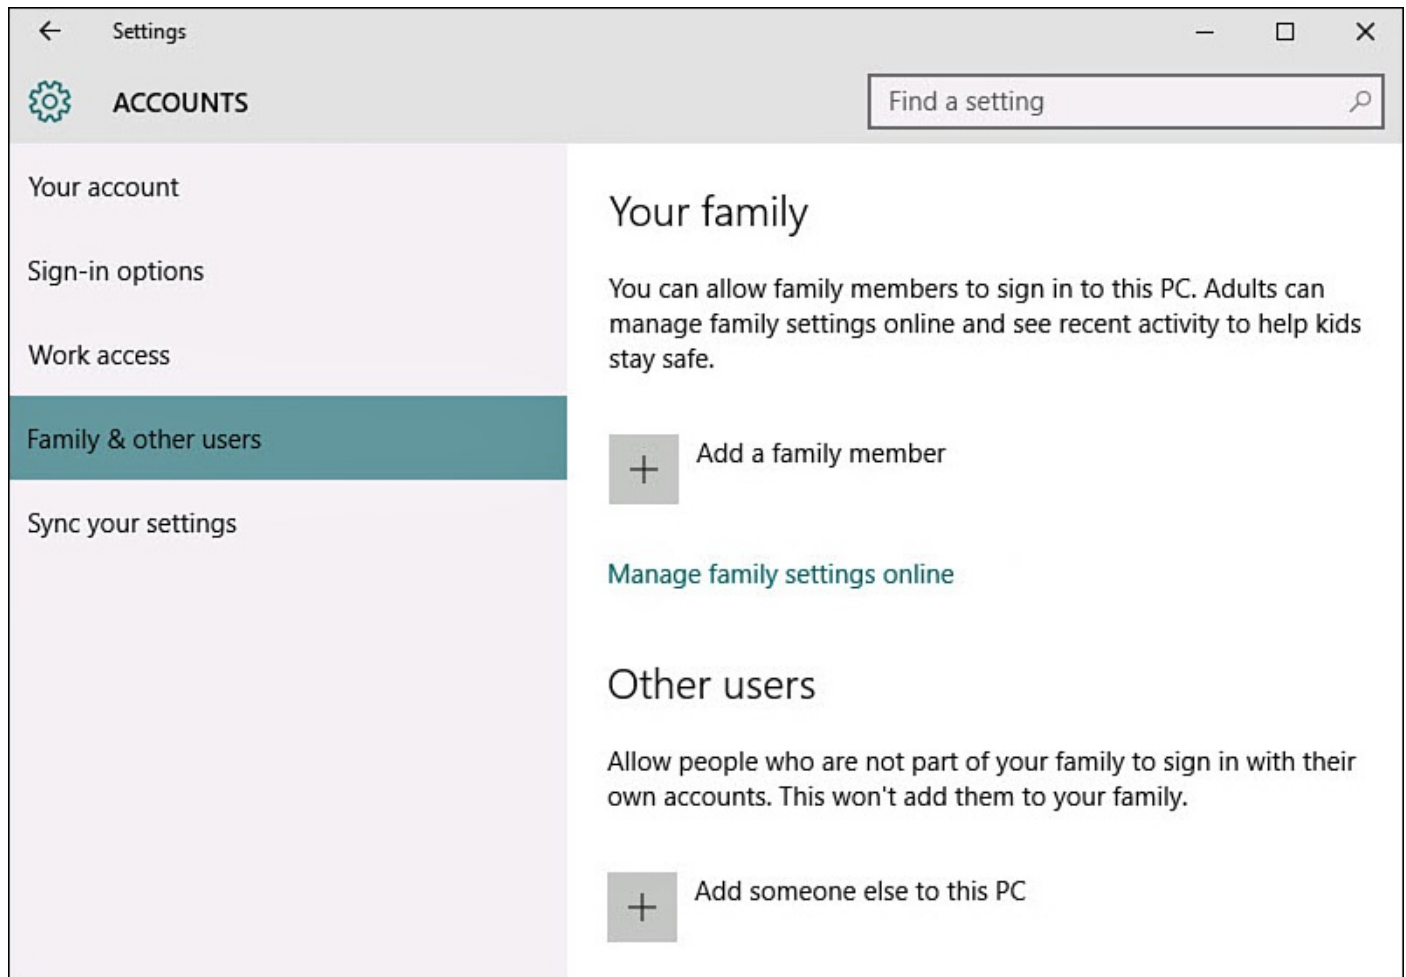 Settings
ACCOUNTS
Find a setting
Your account
Sign-in options
Work access
Family & other users
Sync your settings
Your family
You can allow family members to sign in to this PC. Adults can
manage family settings online and see recent activity to help kids
stay safe.
Add a family member
Manage family settings online
Other users
Allow people who are not part of your family to sign in with their
own accounts. This won't add them to your family.
Add someone else to this PC